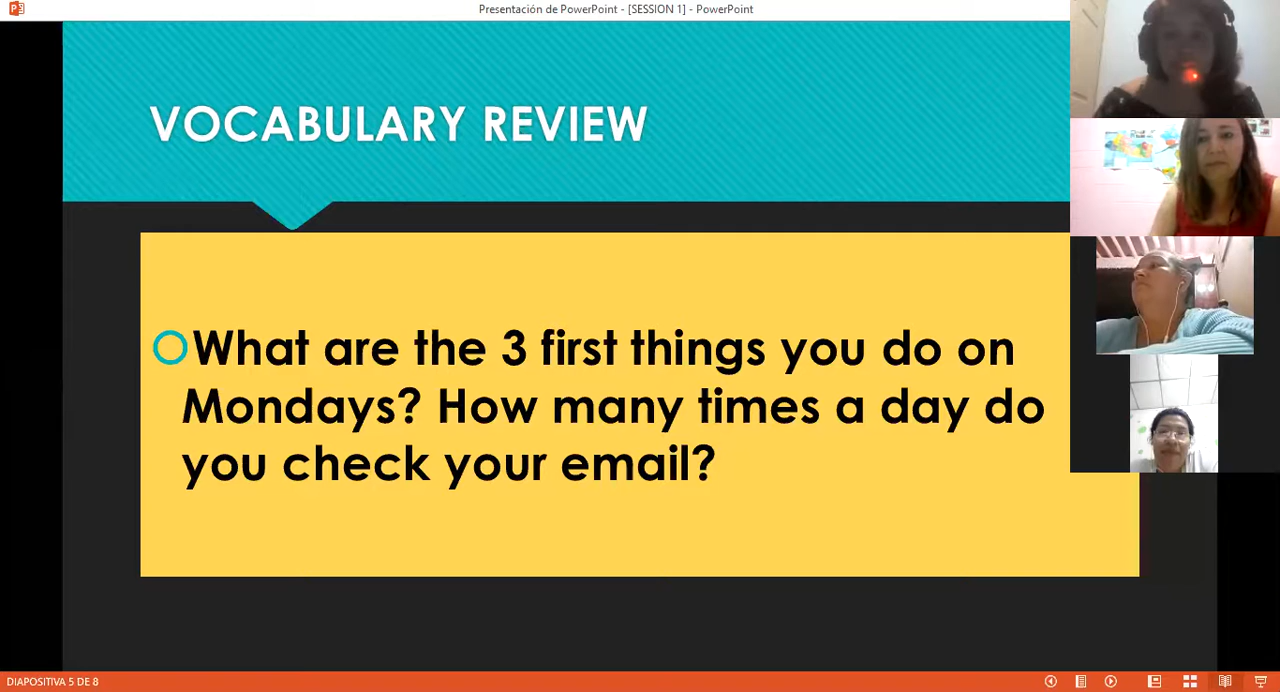 Presentación de PowerPoint - [SESSION 1] - PowerPoint
VOCABULARY REVIEW
What are the 3 first things you do on
Mondays? How many times a day do
you check your email?
DIAPOSITIVA 5 DE 8